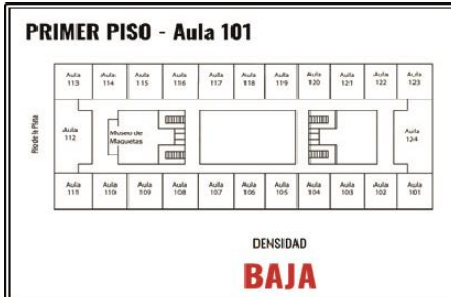 PRIMER PISO - Aula 101
Aula 113 Aula 114 Aula 115 Aula 116 Aula 117 Aula 118 Aula 119 Aula 120 Aula 121 Aula 122 Aula 123
Río de la Plata
Aula 112
Museo de Maquetas
Aula 124
Aula 111 Aula 110 Aula 109 Aula 108 Aula 107 Aula 106 Aula 105 Aula 104 Aula 103 Aula 102 Aula 101
DENSIDAD
BAJA